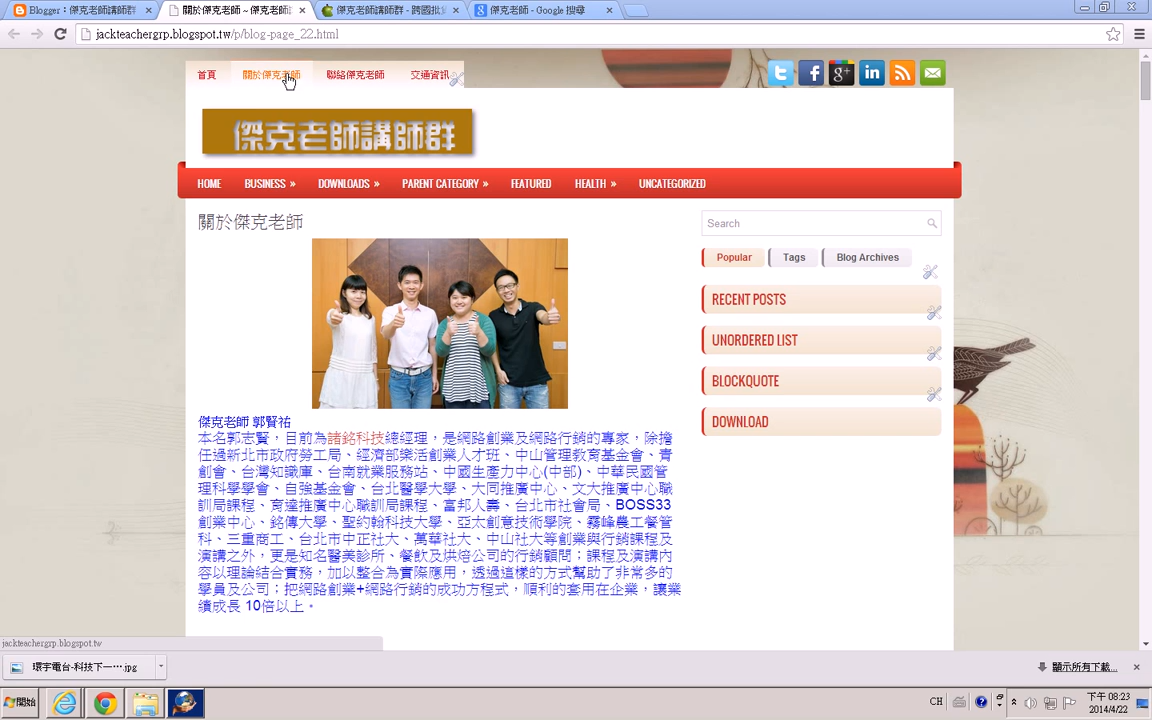 Blogger：傑克老師講師群
關於傑克老師 ~ 傑克老師
傑克老師講師群 - 跨國批
傑克老師 - Google 搜尋
jackteachergrp.blogspot.tw/p/blog-page_22.html
首頁 關於傑克老師 聯絡傑克老師 交通資訊
傑克老師講師群
HOME BUSINESS » DOWNLOADS » PARENT CATEGORY » FEATURED HEALTH » UNCATEGORIZED
關於傑克老師
Search
Popular Tags Blog Archives
RECENT POSTS
UNORDERED LIST
BLOCKQUOTE
DOWNLOAD
傑克老師 郭賢祐
本名郭志賢，目前為諸銘科技總經理，是網路創業及網路行銷的專家，除擔
任過新北市政府勞工局、經濟部樂活創業人才班、中山管理教育基金會、青
創會、台灣知識庫、台南就業服務站、中國生產力中心(中部)、中華民國管
理科學學會、自強基金會、台北醫學大學、大同推廣中心、文大推廣中心職
訓局課程、育達推廣中心職訓局課程、富邦人壽、台北市社會局、BOSS33
創業中心、銘傳大學、聖約翰科技大學、亞太創意技術學院、霧峰農工餐管
科、三重商工、台北市中正社大、萬華社大、中山社大等創業與行銷課程及
演講之外，更是知名醫美診所、餐飲及烘焙公司的行銷顧問；課程及演講內
容以理論結合實務，加以整合為實際應用，透過這樣的方式幫助了非常多的
學員及公司；把網路創業+網路行銷的成功方程式，順利的套用在企業，讓業
績成長 10倍以上。
jackteachergrp.blogspot.tw
環宇電台-科技下一⋯.jpg
顯示所有下載...
開始
CH
下午 08:23
2014/4/22